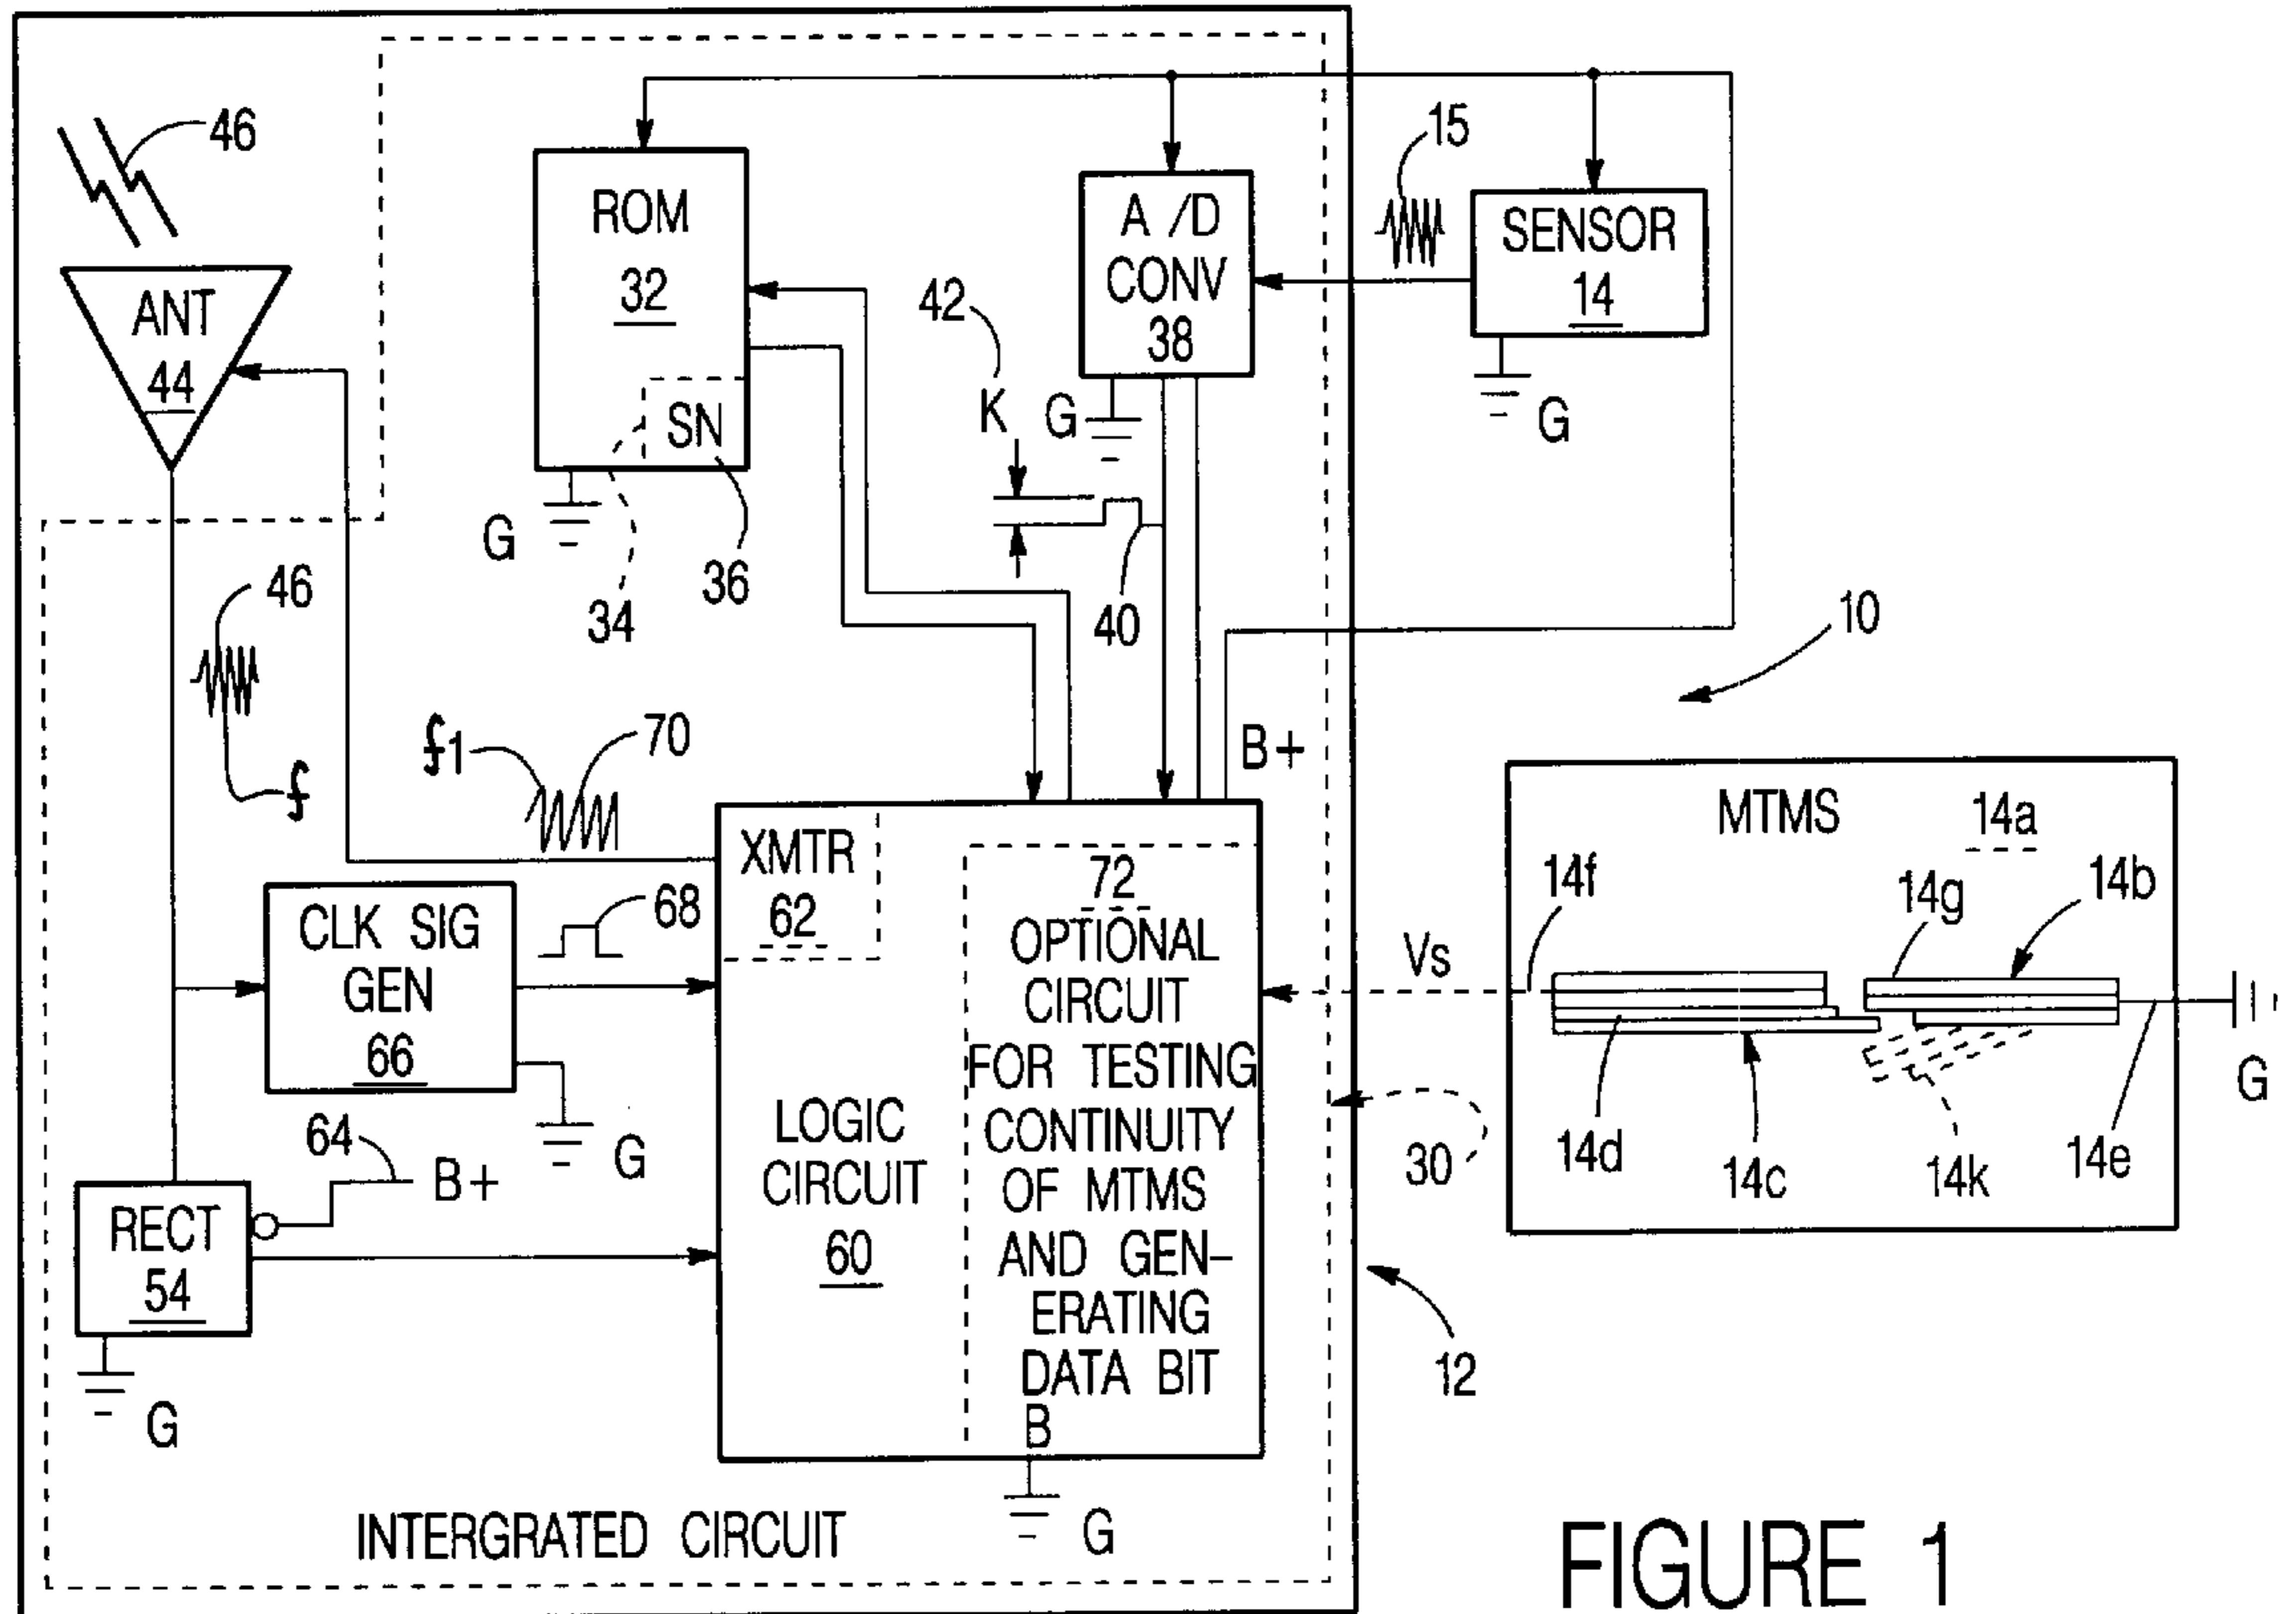 46
ANT
44
ROM
32
SN
G
34
36
A /D
CONV
38
42
K
G
40
15
SENSOR
14
G
10
46
f
f1
70
B+
XMTR
62
CLK SIG
GEN
66
68
G
64
B+
RECT
54
G
LOGIC
CIRCUIT
60
72
OPTIONAL
CIRCUIT
FOR TESTING
CONTINUITY
OF MTMS
AND GEN-
ERATING
DATA BIT
B
G
Vs
30
12
MTMS
14a
14f
14g
14b
14d
14c
14k
14e
G
INTERGRATED CIRCUIT
FIGURE 1